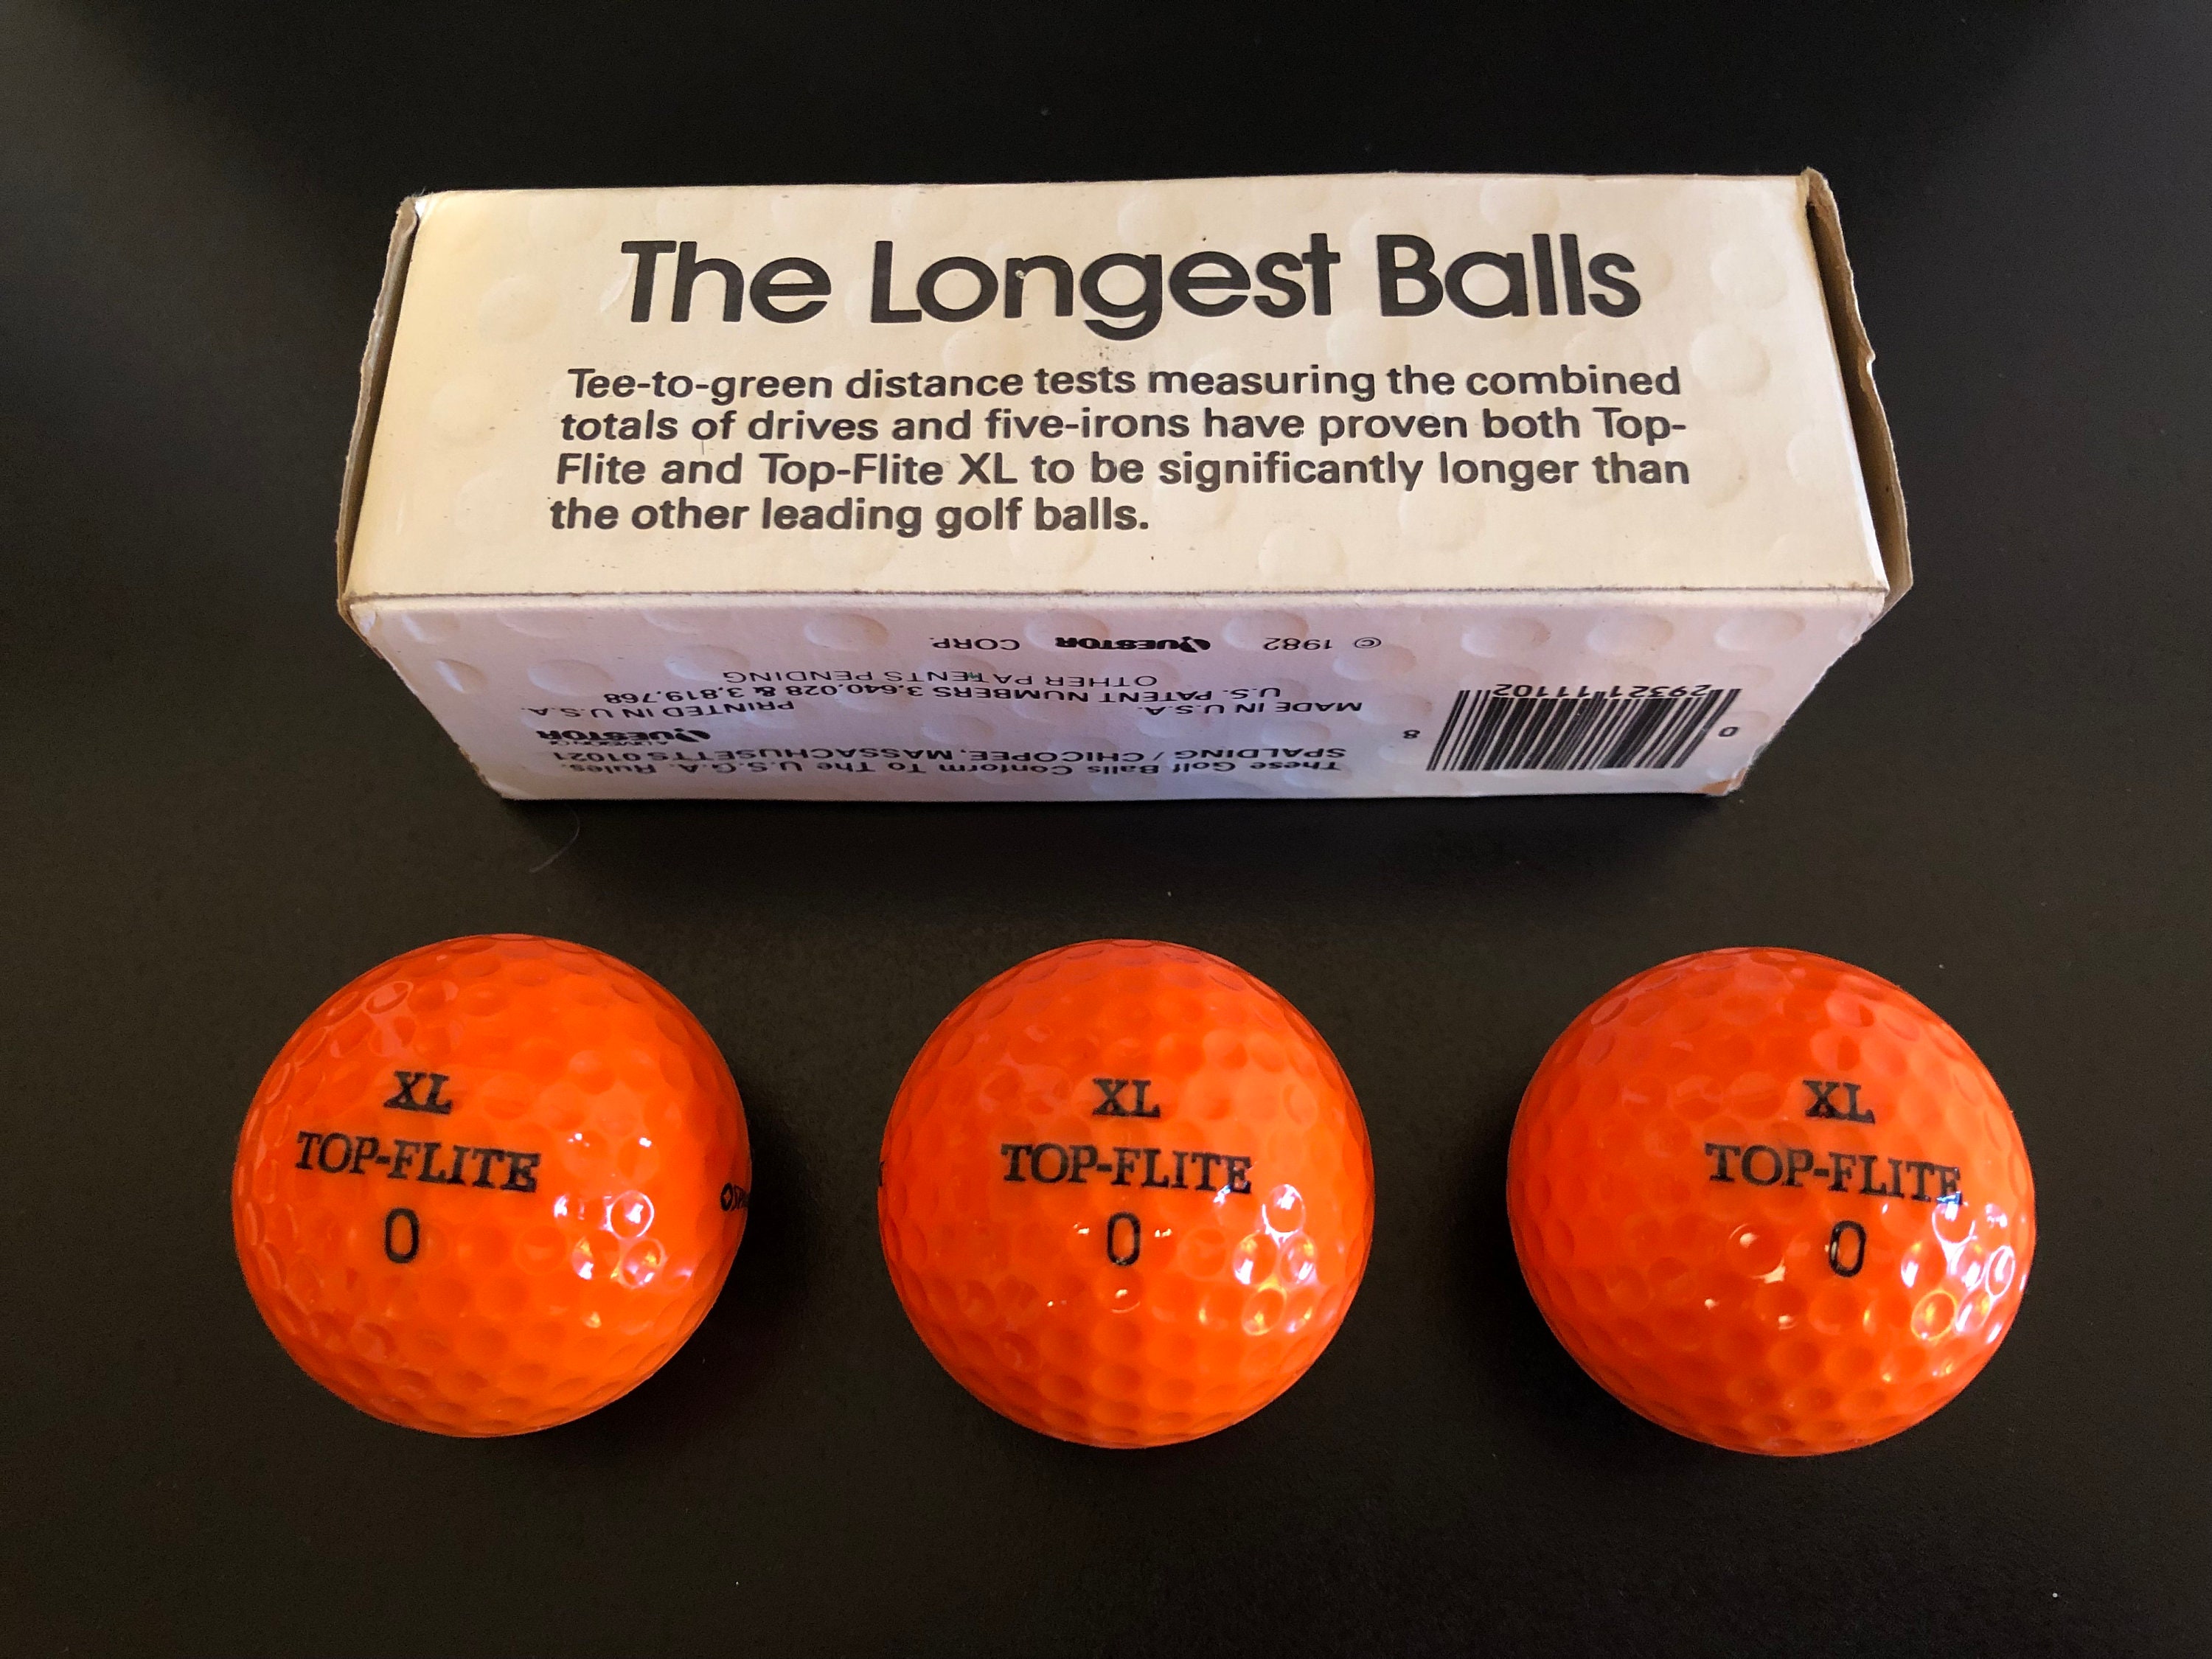 The Longest Balls
Tee-to-green distance tests measuring the combined
totals of drives and five-irons have proven both Top-
Flite and Top-Flite XL to be significantly longer than
the other leading golf balls.
These Golf Balls Conform To The U.S.G.A. Rules.
SPALDING / CHICOPEE, MASSACHUSETTS 01021
A DIVISION OF
QUESTOR
MADE IN U.S.A. PRINTED IN U.S.A.
U.S. PATENT NUMBERS 3,640,028 & 3,819,768
OTHER PATENTS PENDING
© 1982 QUESTOR CORP.
0 29321 11102 8
XL
TOP-FLITE
0
XL
TOP-FLITE
0
XL
TOP-FLITE
0